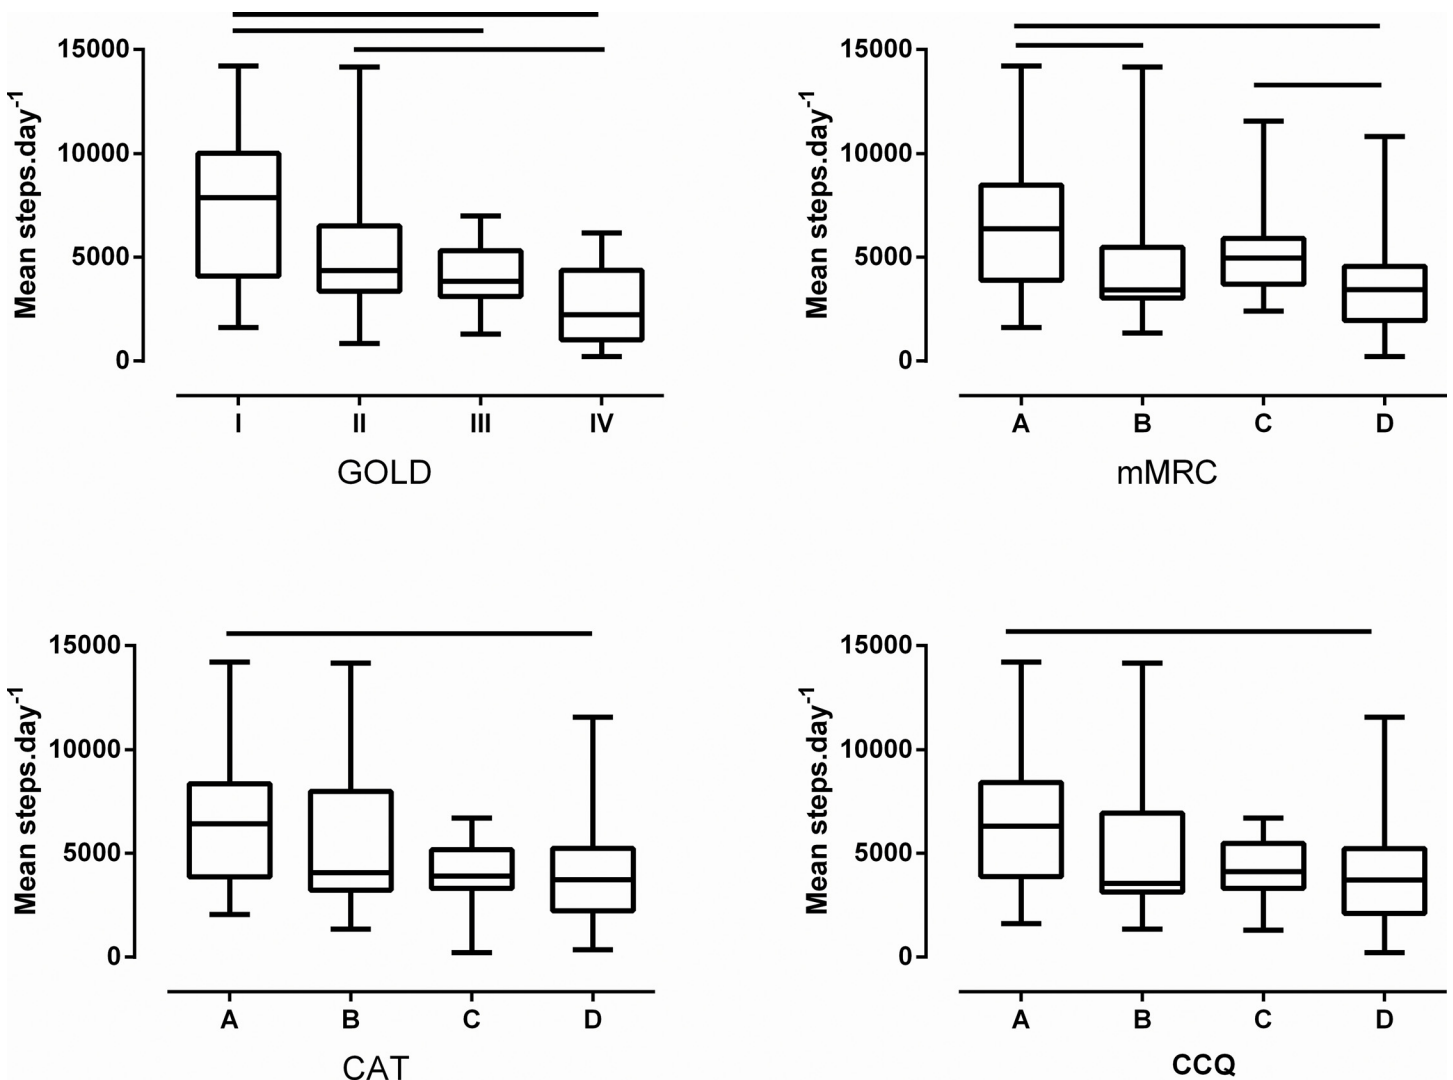 Mean steps.day-1
15000
10000
5000
0
I II III IV
GOLD
Mean steps.day-1
15000
10000
5000
0
A B C D
mMRC
Mean steps.day-1
15000
10000
5000
0
A B C D
CAT
Mean steps.day-1
15000
10000
5000
0
A B C D
CCQ